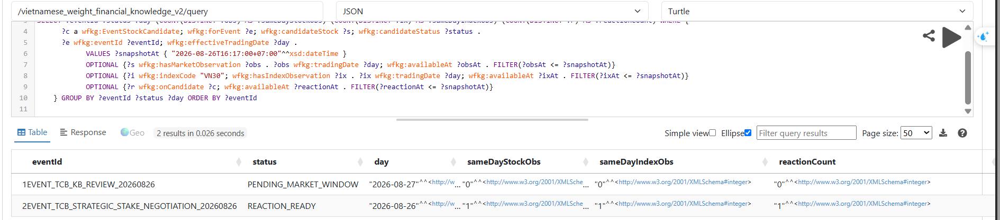 /vietnamese_weight_financial_knowledge_v2/query
JSON
Turtle
4 ?c a wfkg:EventStockCandidate; wfkg:forEvent ?e; wfkg:candidateStock ?s; wfkg:candidateStatus ?status .
5 ?e wfkg:eventId ?eventId; wfkg:effectiveTradingDate ?day .
6 VALUES ?snapshotAt { "2026-08-26T16:17:00+07:00"^^xsd:dateTime }
7 OPTIONAL {?s wfkg:hasMarketObservation ?obs . ?obs wfkg:tradingDate ?day; wfkg:availableAt ?obsAt . FILTER(?obsAt <= ?snapshotAt)}
8 OPTIONAL {?i wfkg:indexCode "VN30"; wfkg:hasIndexObservation ?ix . ?ix wfkg:tradingDate ?day; wfkg:availableAt ?ixAt . FILTER(?ixAt <= ?snapshotAt)}
9 OPTIONAL {?r wfkg:onCandidate ?c; wfkg:availableAt ?reactionAt . FILTER(?reactionAt <= ?snapshotAt)}
10 } GROUP BY ?eventId ?status ?day ORDER BY ?eventId
11
Table Response Geo 2 results in 0.026 seconds Simple view Ellipse Filter query results Page size: 50
eventId status day sameDayStockObs sameDayIndexObs reactionCount
1 EVENT_TCB_KB_REVIEW_20260826 PENDING_MARKET_WINDOW "2026-08-27"^^<http://w... "0"^^<http://www.w3.org/2001/XMLSche... "0"^^<http://www.w3.org/2001/XMLSchema#integer> "0"^^<http://www.w3.org/2001/XMLSchema#integer>
2 EVENT_TCB_STRATEGIC_STAKE_NEGOTIATION_20260826 REACTION_READY "2026-08-26"^^<http://w... "1"^^<http://www.w3.org/2001/XMLSche... "1"^^<http://www.w3.org/2001/XMLSchema#integer> "1"^^<http://www.w3.org/2001/XMLSchema#integer>